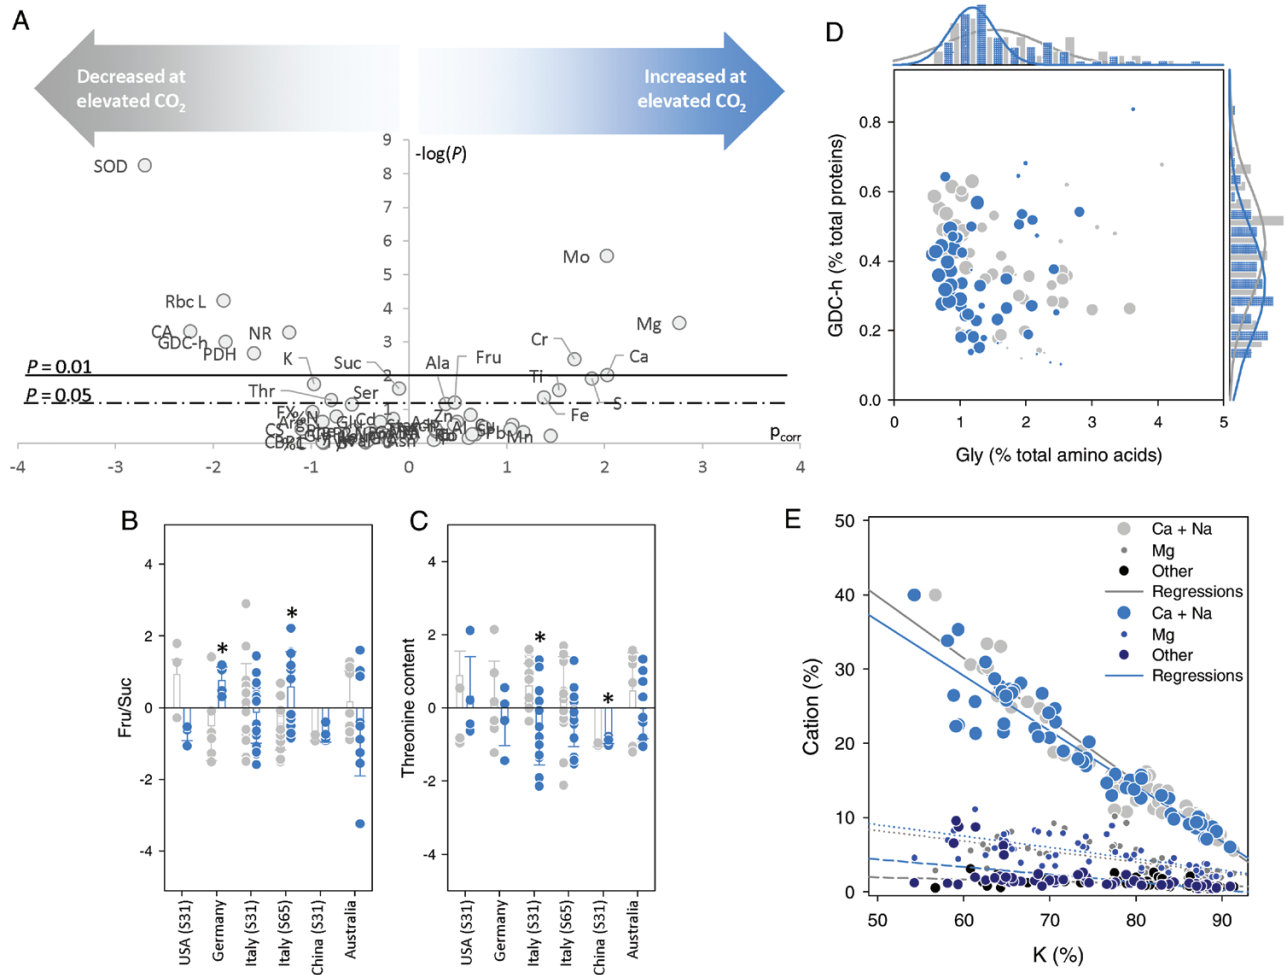 A
Decreased at
elevated CO2
Increased at
elevated CO2
9
8
7
6
5
4
3
2
-log(P)
SOD
Mo
Rbc L
Mg
CA
GDC-h
NR
PDH
Cr
Ca
K
Suc
Ala
Fru
Ti
S
Fe
P = 0.01
P = 0.05
Thr
Ser
Zn
Al
Cu
Pb
Mn
Cd
Glu
Asn
CS
pcorr
-4
-3
-2
-1
0
1
2
3
4
B
Fru/Suc
4
2
0
-2
-4
*
*
USA (S31)
Germany
Italy (S31)
Italy (S65)
China (S31)
Australia
C
Threonine content
4
2
0
-2
-4
*
*
USA (S31)
Germany
Italy (S31)
Italy (S65)
China (S31)
Australia
D
GDC-h (% total proteins)
0.8
0.6
0.4
0.2
0.0
0
1
2
3
4
5
Gly (% total amino acids)
E
Cation (%)
50
40
30
20
10
0
Ca + Na
Mg
Other
Regressions
Ca + Na
Mg
Other
Regressions
50
60
70
80
90
K (%)